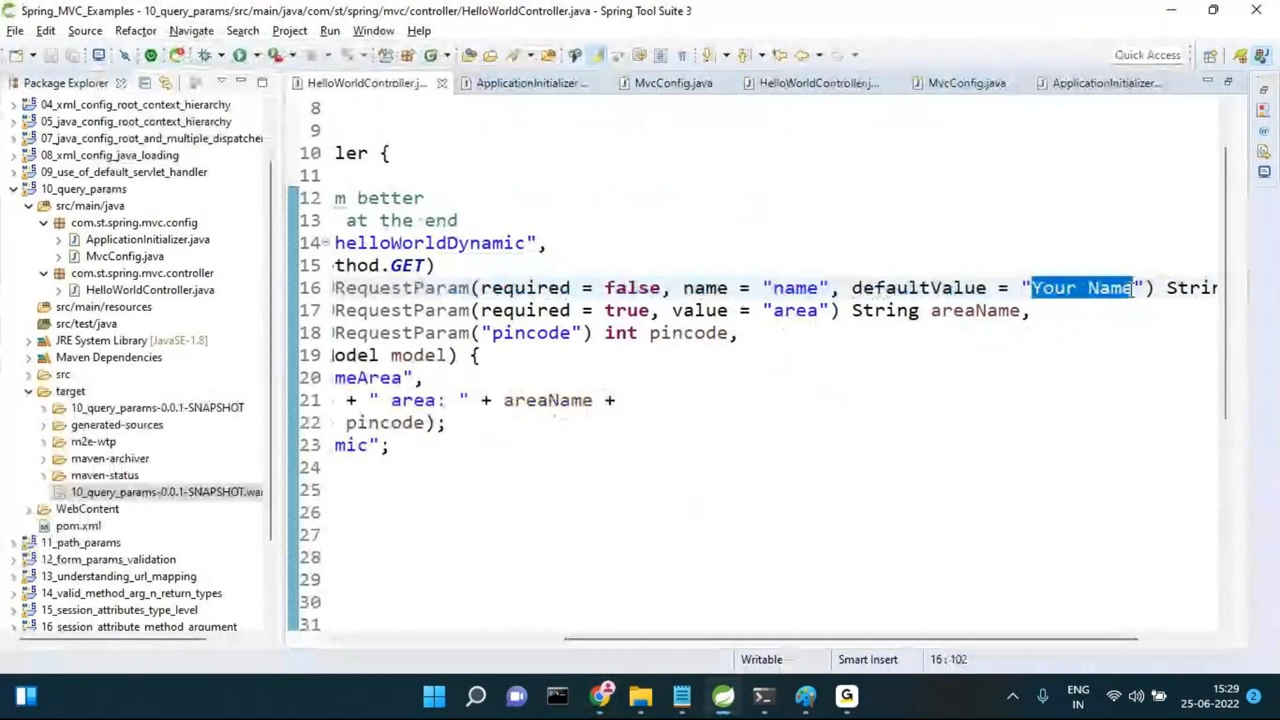 Spring_MVC_Examples - 10_query_params/src/main/java/com/st/spring/mvc/controller/HelloWorldController.java - Spring Tool Suite 3
File Edit Source Refactor Navigate Search Project Run Window Help
Quick Access
Package Explorer
HelloWorldController.j... ApplicationInitializer ... MvcConfig.java HelloWorldController.j... MvcConfig.java ApplicationInitializer...
04_xml_config_root_context_hierarchy
05_java_config_root_context_hierarchy
07_java_config_root_and_multiple_dispatcher
08_xml_config_java_loading
09_use_of_default_servlet_handler
10_query_params
src/main/java
com.st.spring.mvc.config
ApplicationInitializer.java
MvcConfig.java
com.st.spring.mvc.controller
HelloWorldController.java
src/main/resources
src/test/java
JRE System Library [JavaSE-1.8]
Maven Dependencies
src
target
10_query_params-0.0.1-SNAPSHOT
generated-sources
m2e-wtp
maven-archiver
maven-status
10_query_params-0.0.1-SNAPSHOT.wa
WebContent
pom.xml
11_path_params
12_form_params_validation
13_understanding_url_mapping
14_valid_method_arg_n_return_types
15_session_attributes_type_level
16_session_attribute_method_argument
8
9
10 ler {
11
12 m better
13 at the end
14 helloWorldDynamic",
15 thod.GET)
16 RequestParam(required = false, name = "name", defaultValue = "Your Name") Strin
17 RequestParam(required = true, value = "area") String areaName,
18 RequestParam("pincode") int pincode,
19 odel model) {
20 meArea",
21 + " area: " + areaName +
22 pincode);
23 mic";
24
25
26
27
28
29
30
31
Writable Smart Insert 16 : 102
ENG
IN
15:29
25-06-2022
2